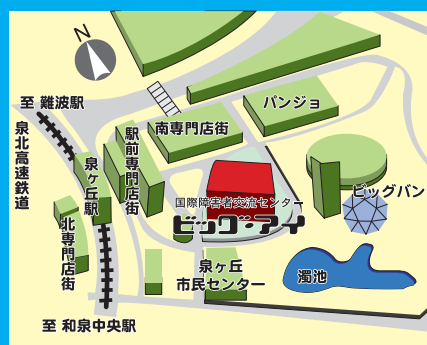 N
至 難波駅
泉北高速鉄道
泉ヶ丘駅
北専門店街
駅前専門店街
南専門店街
パンジョ
国際障害者交流センター
ビッグ・アイ
ビッグバン
泉ヶ丘
市民センター
濁池
至 和泉中央駅